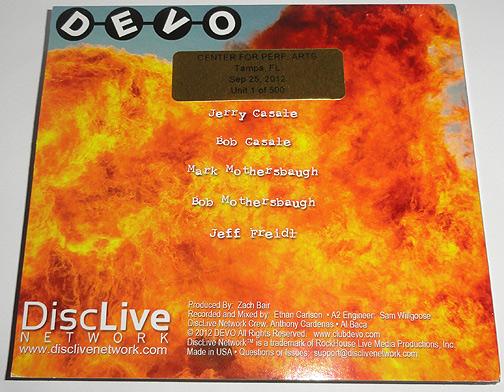 DEVO
CENTER FOR PERF. ARTS
Tampa, FL
Sep 25, 2012
Unit 1 of 500
Jerry Casale
Bob Casale
Mark Mothersbaugh
Bob Mothersbaugh
Jeff Freidt
DiscLive
NETWORK
www.disclivenetwork.com
Produced By: Zach Bair
Recorded and Mixed by: Ethan Carlson • A2 Engineer: Sam Willgoose
DiscLive Network Crew, Anthony Cardenas • Al Baca
© 2012 DEVO All Rights Reserved. www.clubdevo.com
DiscLive Network™ is a trademark of RockHouse Live Media Productions, Inc.
Made in USA • Questions or Issues: support@disclivenetwork.com